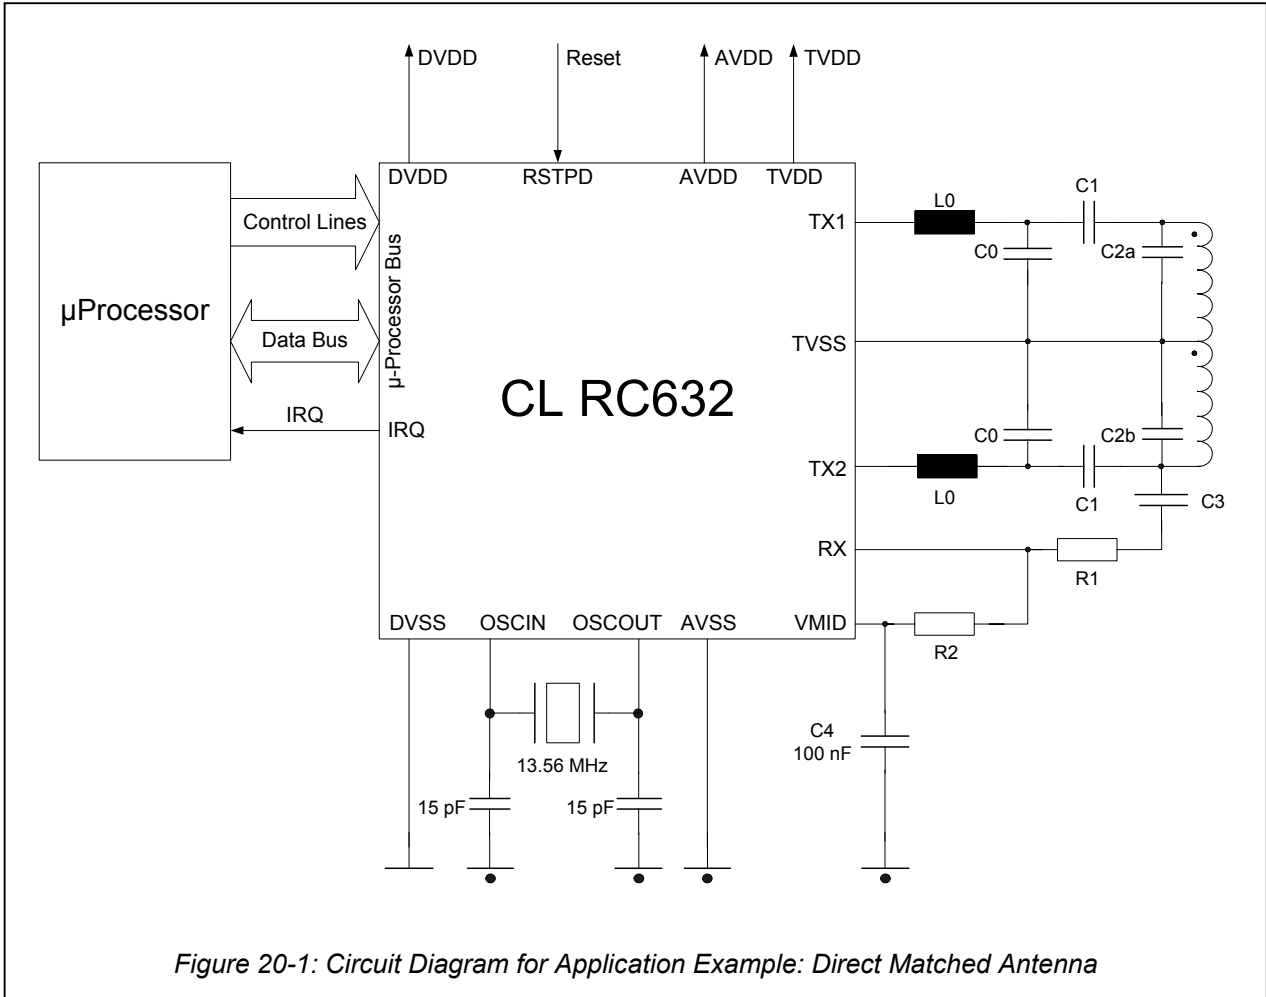 DVDD
Reset
AVDD
TVDD
DVDD
RSTPD
AVDD
TVDD
µProcessor
Control Lines
Data Bus
IRQ
µ-Processor Bus
IRQ
CL RC632
TX1
L0
C1
C0
C2a
TVSS
C0
C2b
TX2
L0
C1
C3
RX
R1
DVSS
OSCIN
OSCOUT
AVSS
VMID
R2
13.56 MHz
15 pF
15 pF
C4
100 nF
Figure 20-1: Circuit Diagram for Application Example: Direct Matched Antenna